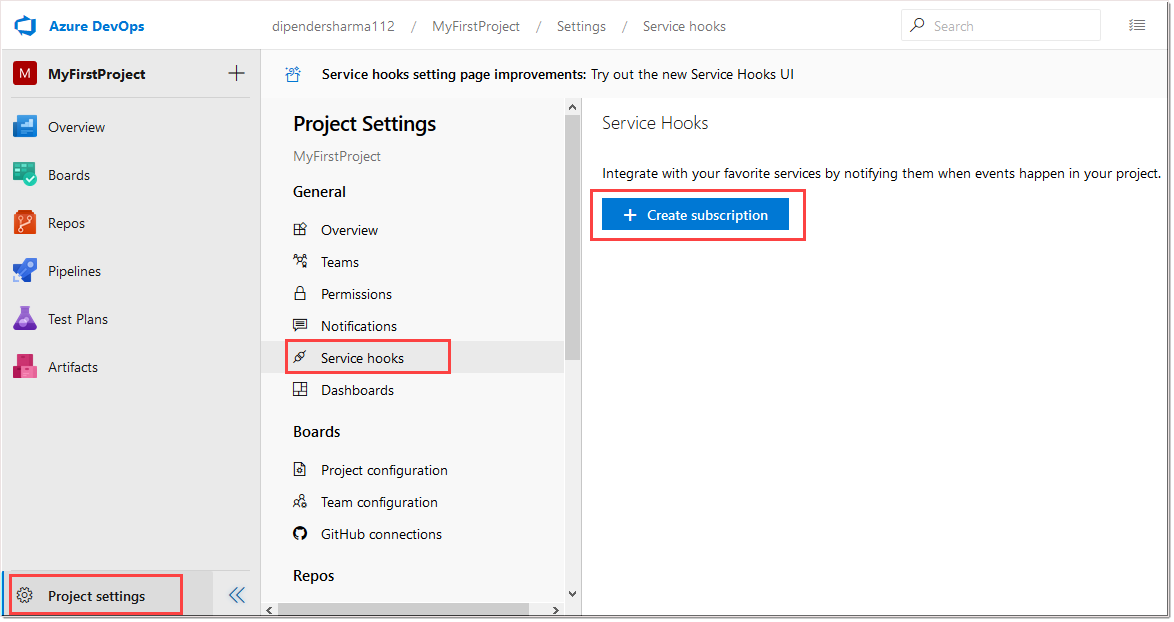 Azure DevOps
dipendersharma112 / MyFirstProject / Settings / Service hooks
Search
M MyFirstProject
Overview
Boards
Repos
Pipelines
Test Plans
Artifacts
Project settings
Service hooks setting page improvements: Try out the new Service Hooks UI
Project Settings
MyFirstProject
General
Overview
Teams
Permissions
Notifications
Service hooks
Dashboards
Boards
Project configuration
Team configuration
GitHub connections
Repos
Service Hooks
Integrate with your favorite services by notifying them when events happen in your project.
+ Create subscription